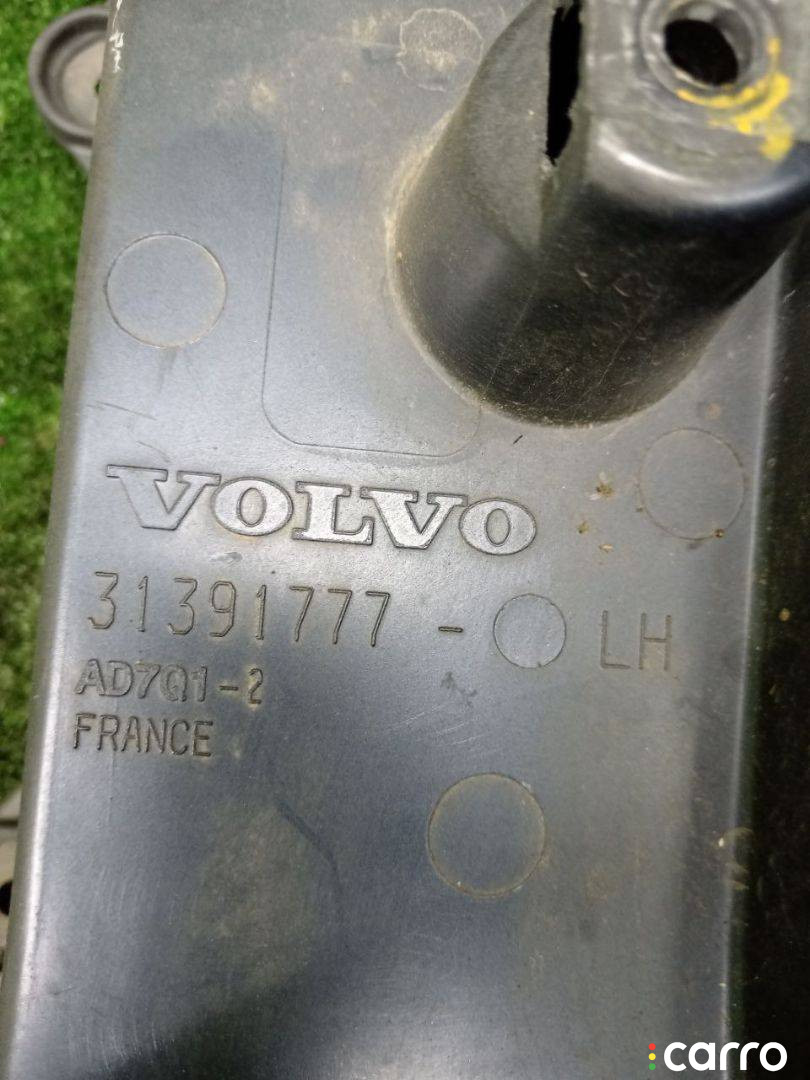 VOLVO
31391777 - LH
AD7Q1-2
FRANCE
carro